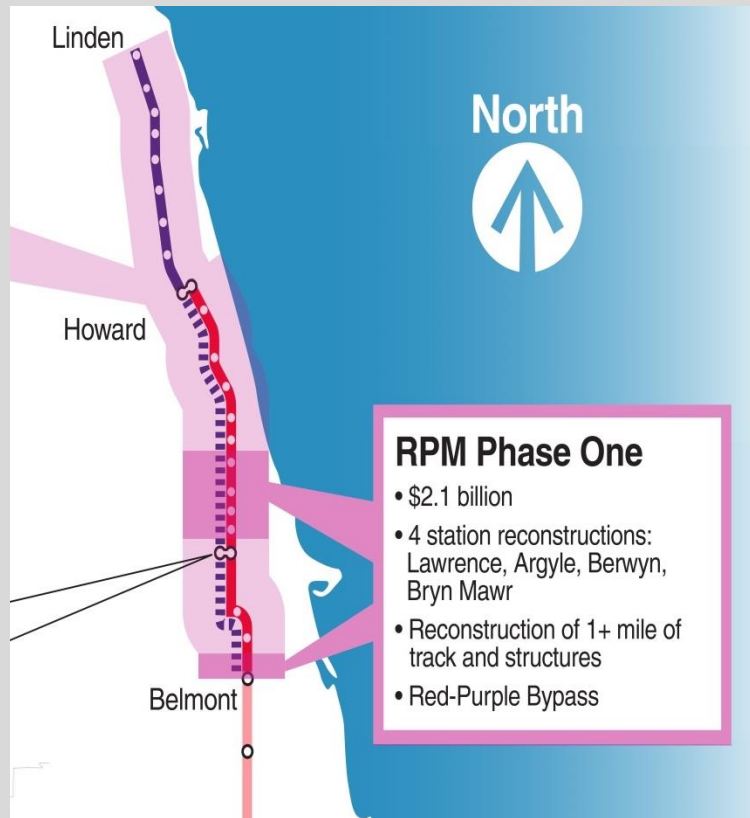 Linden
North
Howard
RPM Phase One
• $2.1 billion
• 4 station reconstructions:
Lawrence, Argyle, Berwyn,
Bryn Mawr
• Reconstruction of 1+ mile of
track and structures
• Red-Purple Bypass
Belmont